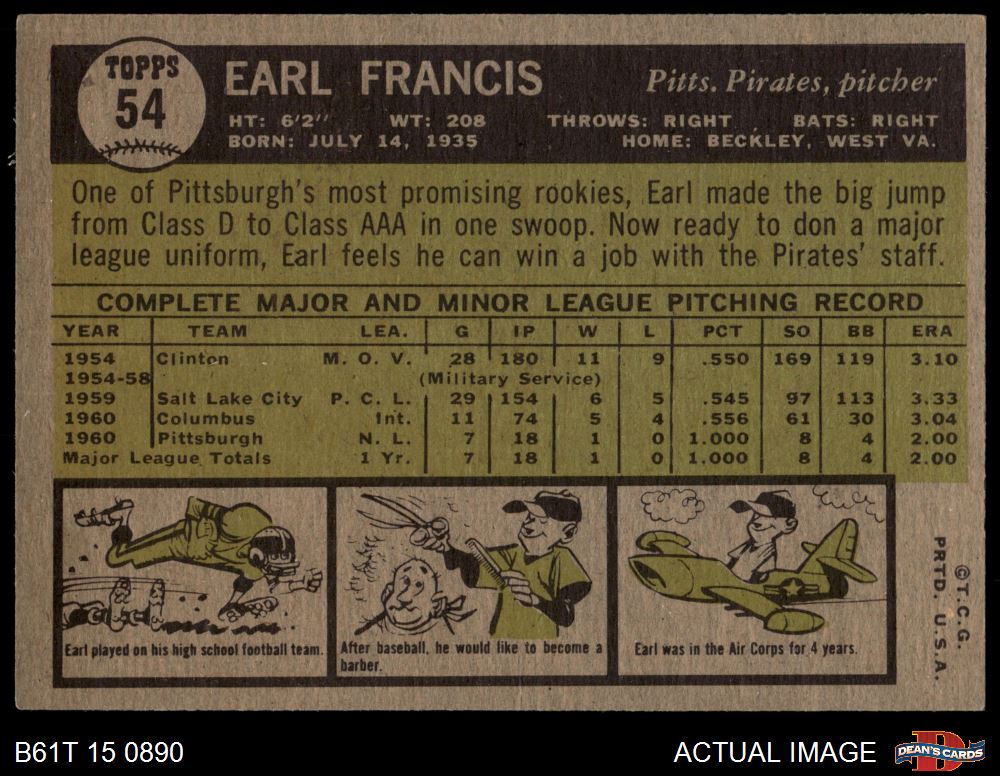 TOPPS
54
EARL FRANCIS
Pitts. Pirates, pitcher
HT: 6'2" WT: 208 THROWS: RIGHT BATS: RIGHT
BORN: JULY 14, 1935 HOME: BECKLEY, WEST VA.
One of Pittsburgh's most promising rookies, Earl made the big jump
from Class D to Class AAA in one swoop. Now ready to don a major
league uniform, Earl feels he can win a job with the Pirates' staff.
COMPLETE MAJOR AND MINOR LEAGUE PITCHING RECORD
YEAR TEAM LEA. G IP W L PCT SO BB ERA
1954 Clinton M. O. V. 28 180 11 9 .550 169 119 3.10
1954-58 (Military Service)
1959 Salt Lake City P. C. L. 29 154 6 5 .545 97 113 3.33
1960 Columbus Int. 11 74 5 4 .556 61 30 3.04
1960 Pittsburgh N. L. 7 18 1 0 1.000 8 4 2.00
Major League Totals 1 Yr. 7 18 1 0 1.000 8 4 2.00
Earl played on his high school football team.
After baseball, he would like to become a
barber.
Earl was in the Air Corps for 4 years.
©T.C.G.
PRTD. U.S.A.
B61T 15 0890
ACTUAL IMAGE
DEAN'S CARDS